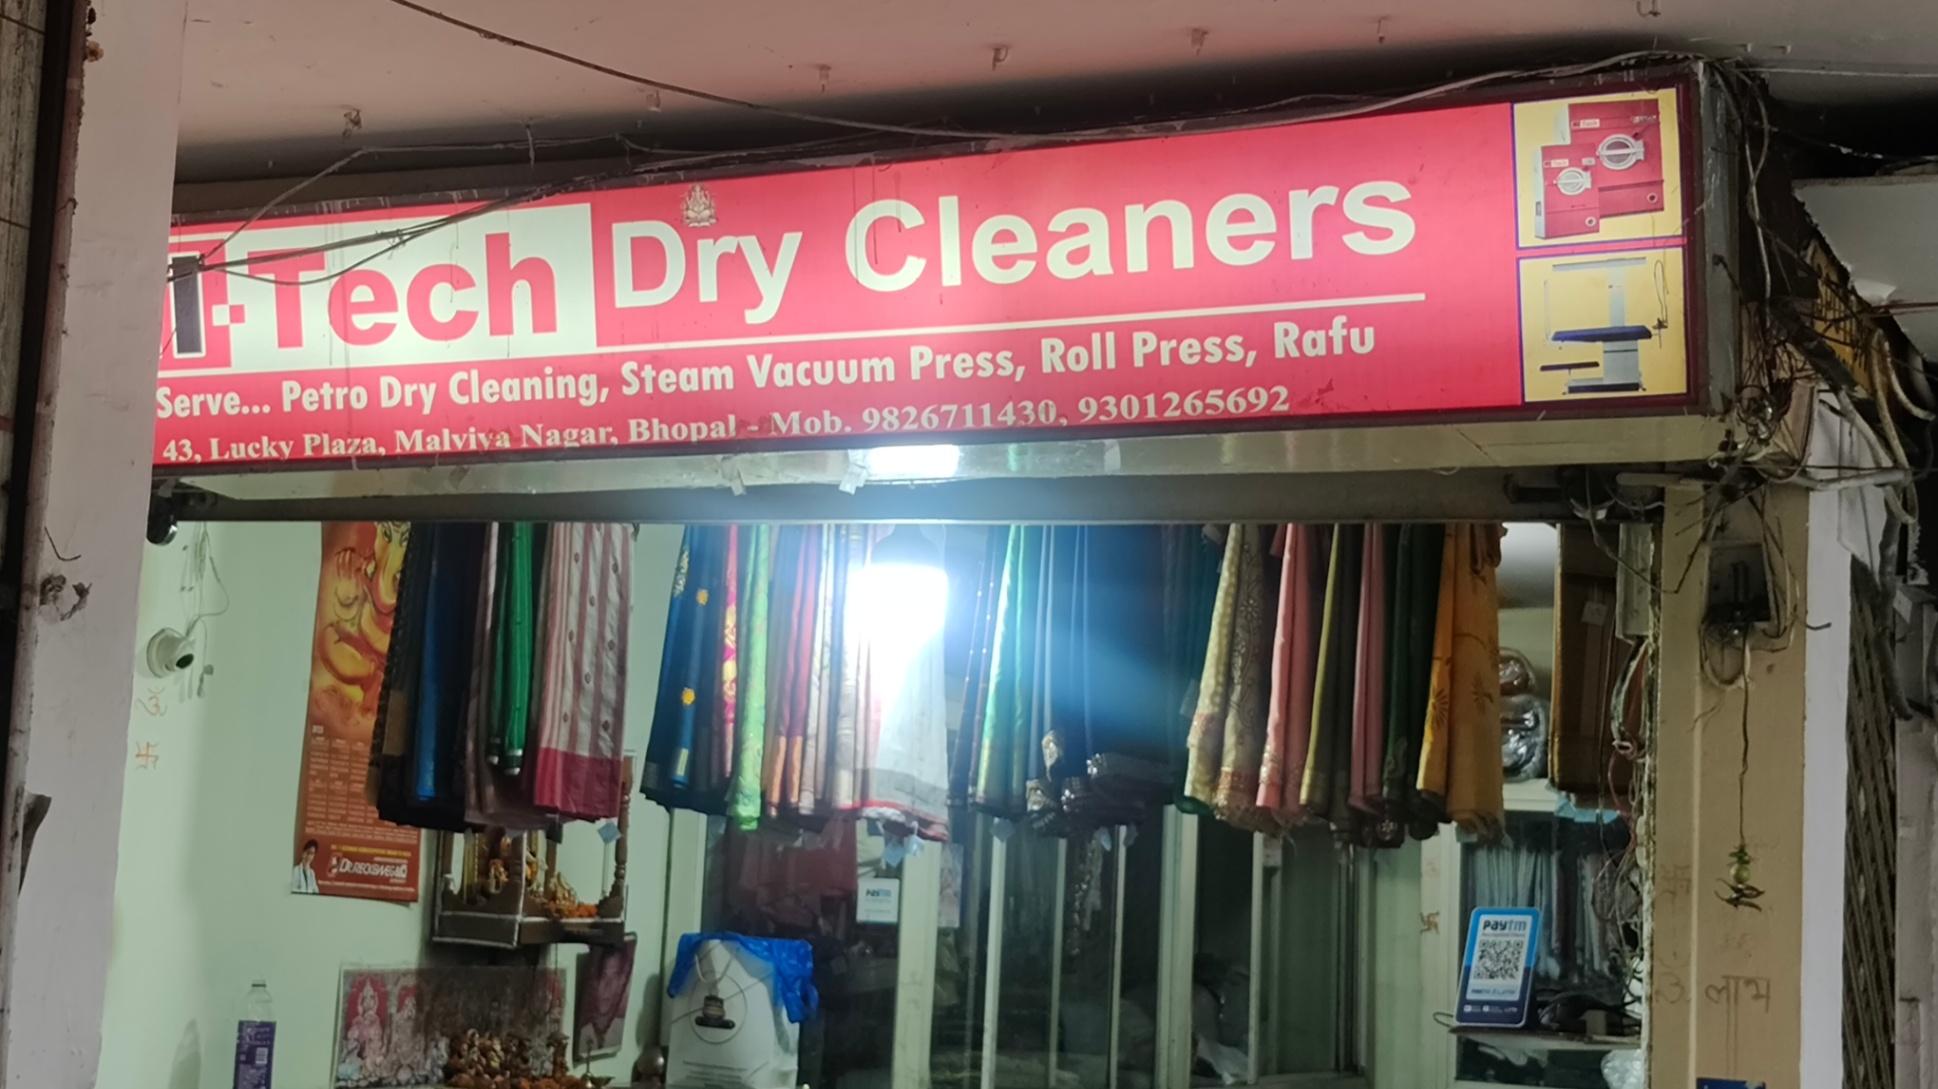 -Tech Dry Cleaners
Serve... Petro Dry Cleaning, Steam Vacuum Press, Roll Press, Rafu
43, Lucky Plaza, Malviya Nagar, Bhopal - Mob. 9826711430, 9301265692
paytm
paytm
लाभ